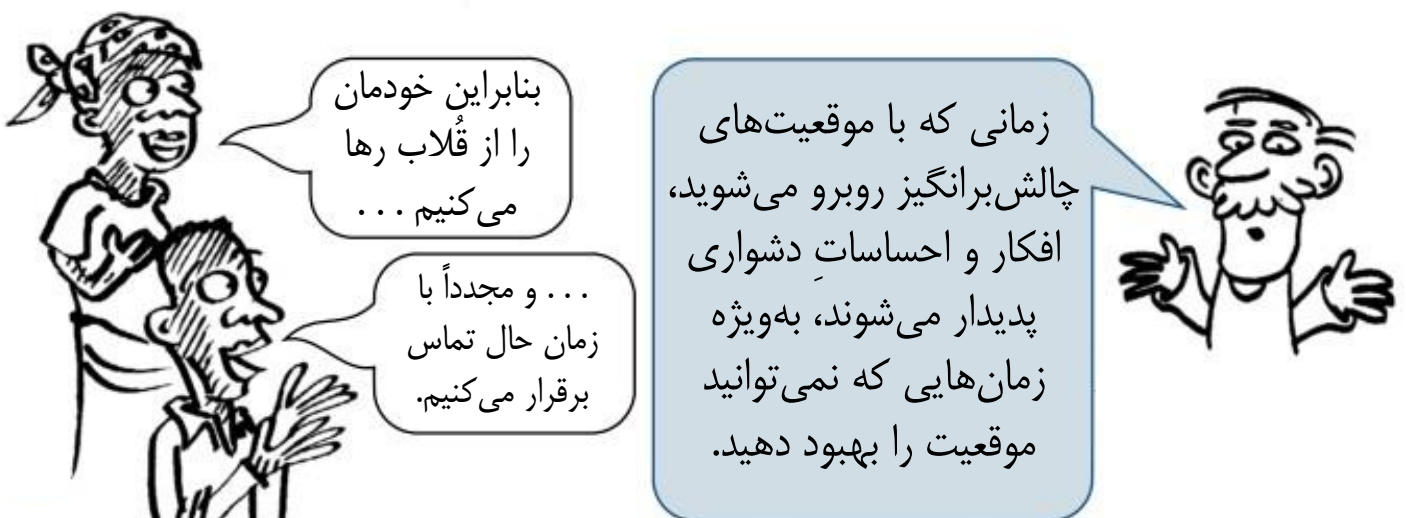 زمانی که با موقعیت‌های
چالش‌برانگیز روبرو می‌شوید،
افکار و احساساتِ دشواری
پدیدار می‌شوند، به‌ویژه
زمان‌هایی که نمی‌توانید
موقعیت را بهبود دهید.
بنابراین خودمان
را از قُلاب رها
می‌کنیم . . .
. . . و مجدداً با
زمان حال تماس
برقرار می‌کنیم.